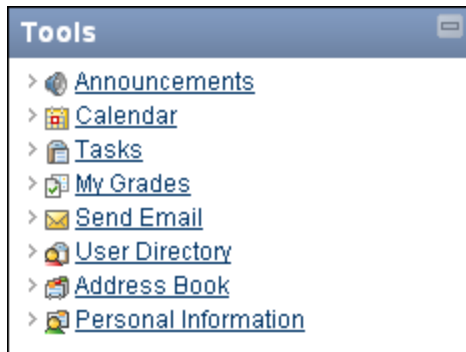 Tools
Announcements
Calendar
Tasks
My Grades
Send Email
User Directory
Address Book
Personal Information